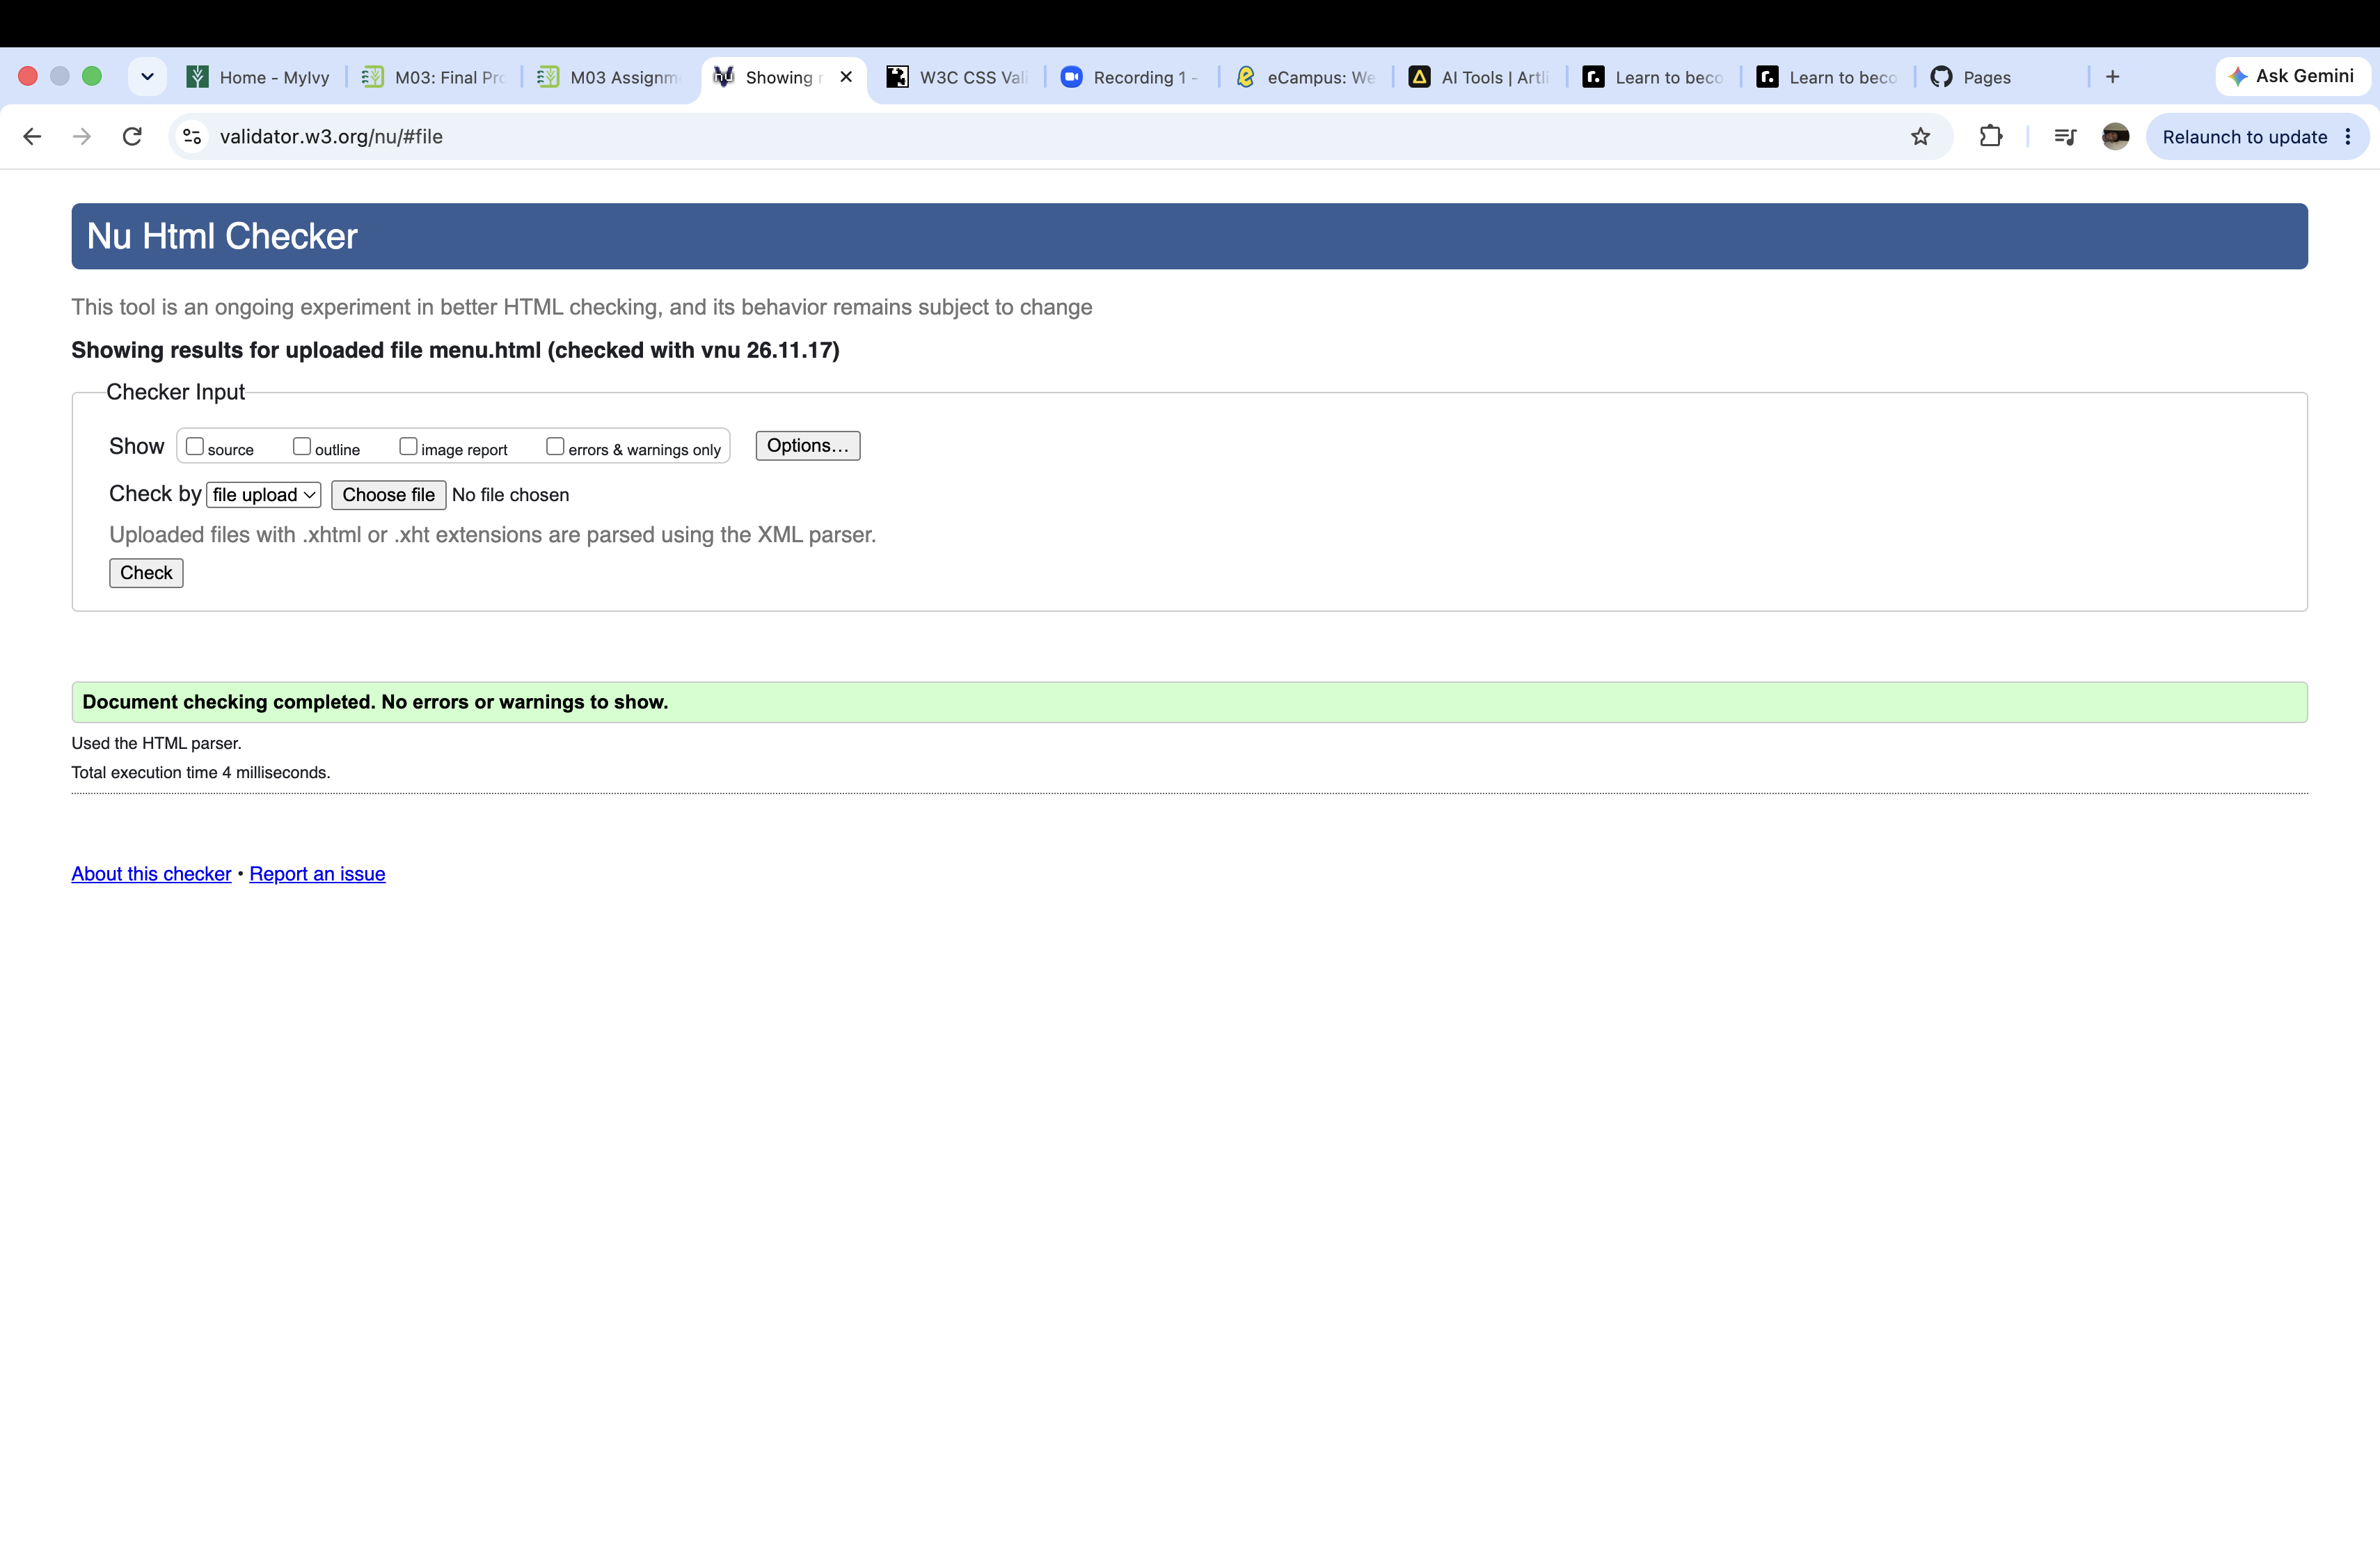 Home - MyIvy
M03: Final Pro
M03 Assignm
Showing r
W3C CSS Vali
Recording 1 -
eCampus: We
AI Tools | Artli
Learn to beco
Learn to beco
Pages
Ask Gemini
validator.w3.org/nu/#file
Relaunch to update
Nu Html Checker
This tool is an ongoing experiment in better HTML checking, and its behavior remains subject to change
Showing results for uploaded file menu.html (checked with vnu 26.11.17)
Checker Input
Show source outline image report errors & warnings only Options...
Check by file upload Choose file No file chosen
Uploaded files with .xhtml or .xht extensions are parsed using the XML parser.
Check
Document checking completed. No errors or warnings to show.
Used the HTML parser.
Total execution time 4 milliseconds.
About this checker • Report an issue